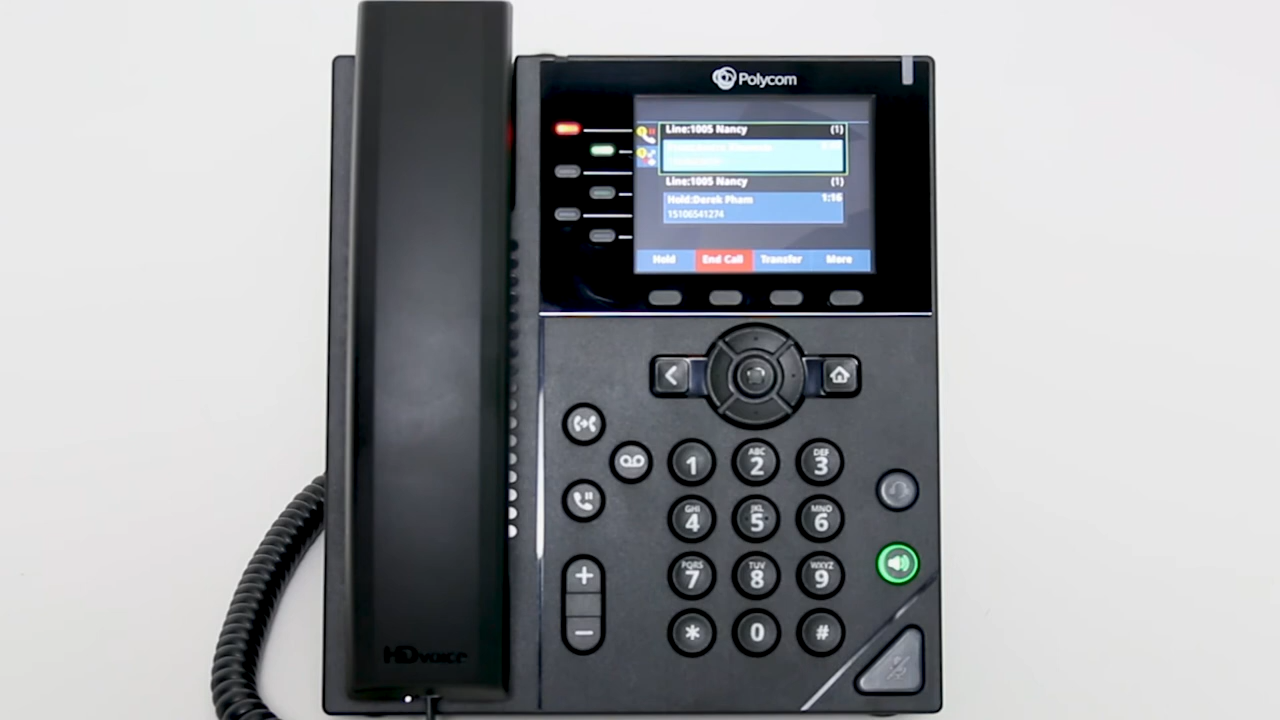 Polycom
Line:1005 Nancy (1)
Line:1005 Nancy (1)
Hold:Derek Pham 1:16
15106541274
Hold End Call Transfer More
1 ABC 2 DEF 3
GHI 4 JKL 5 MNO 6
PQRS 7 TUV 8 WXYZ 9
* 0 #
+
−
HDvoice